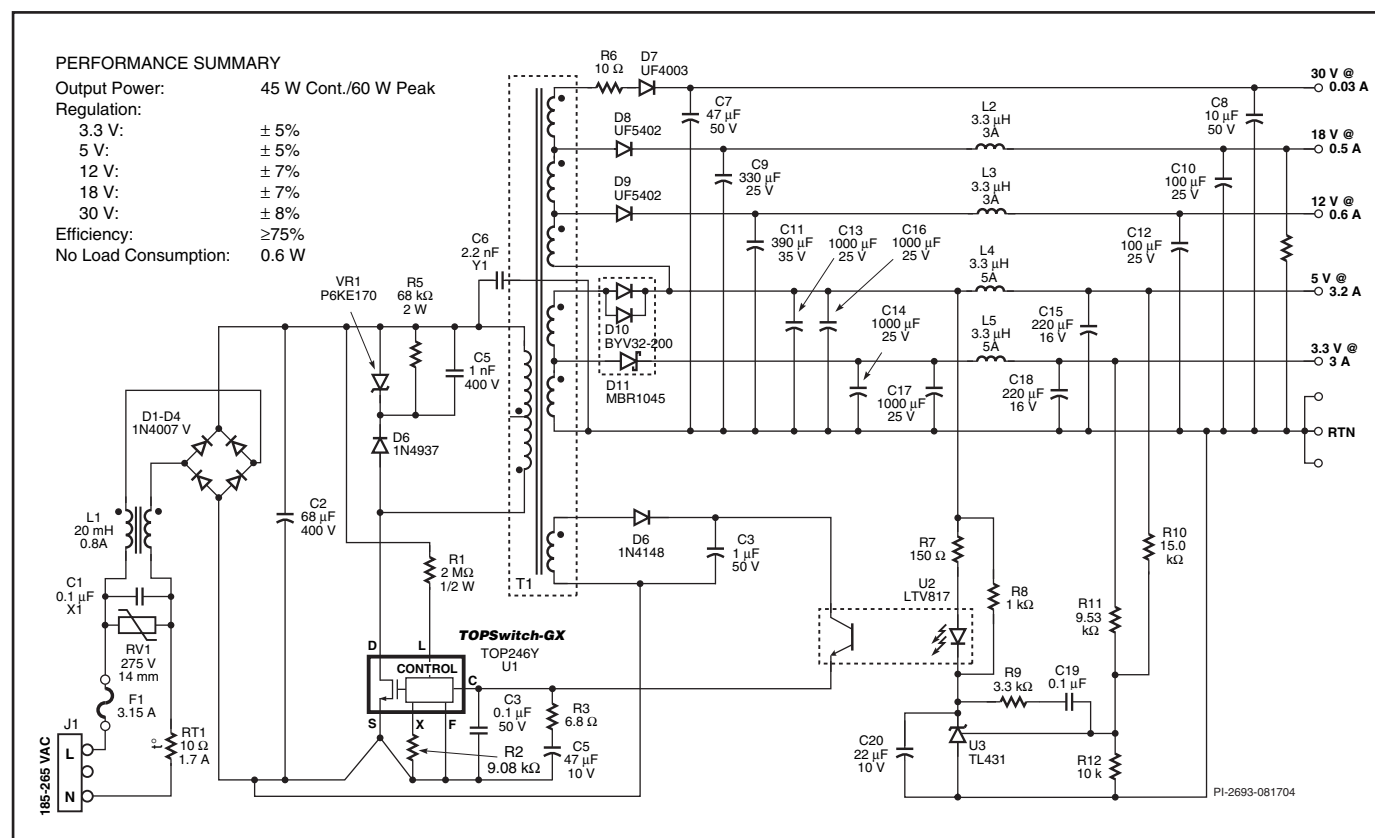 PERFORMANCE SUMMARY
Output Power: 45 W Cont./60 W Peak
Regulation:
3.3 V: ± 5%
5 V: ± 5%
12 V: ± 7%
18 V: ± 7%
30 V: ± 8%
Efficiency: ≥75%
No Load Consumption: 0.6 W
R6
10 Ω
D7
UF4003
C7
47 µF
50 V
L2
3.3 µH
3A
C8
10 µF
50 V
30 V @
0.03 A
D8
UF5402
18 V @
0.5 A
C9
330 µF
25 V
L3
3.3 µH
3A
C10
100 µF
25 V
D9
UF5402
12 V @
0.6 A
C6
2.2 nF
Y1
C11
390 µF
35 V
C13
1000 µF
25 V
C16
1000 µF
25 V
L4
3.3 µH
5A
C12
100 µF
25 V
5 V @
3.2 A
VR1
P6KE170
R5
68 kΩ
2 W
C5
1 nF
400 V
D10
BYV32-200
D11
MBR1045
C14
1000 µF
25 V
L5
3.3 µH
5A
C15
220 µF
16 V
3.3 V @
3 A
C17
1000 µF
25 V
C18
220 µF
16 V
RTN
D1-D4
1N4007 V
D6
1N4937
L1
20 mH
0.8A
C2
68 µF
400 V
R1
2 MΩ
1/2 W
T1
D6
1N4148
C3
1 µF
50 V
R7
150 Ω
R10
15.0
kΩ
U2
LTV817
R8
1 kΩ
R11
9.53
kΩ
C1
0.1 µF
X1
RV1
275 V
14 mm
F1
3.15 A
J1
L
N
185-265 VAC
RT1
10 Ω
1.7 A
t°
TOPSwitch-GX
TOP246Y
U1
D
L
CONTROL
C
S
X
F
R2
9.08 kΩ
C3
0.1 µF
50 V
R3
6.8 Ω
C5
47 µF
10 V
R9
3.3 kΩ
C19
0.1 µF
C20
22 µF
10 V
U3
TL431
R12
10 k
PI-2693-081704